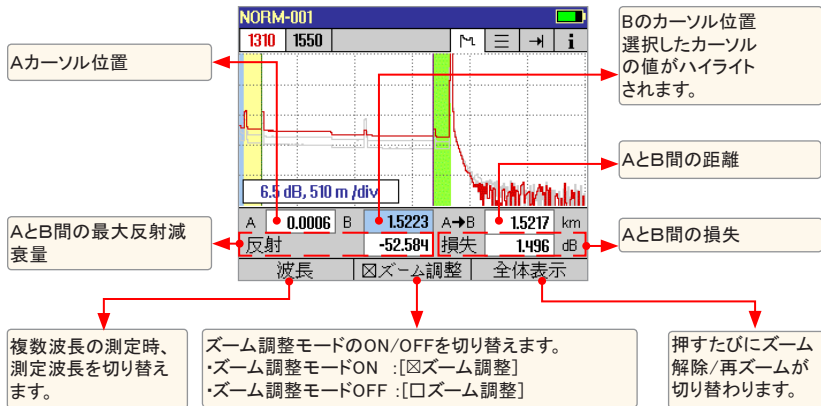 NORM-001
1310 1550 i
Aカーソル位置
Bのカーソル位置
選択したカーソル
の値がハイライト
されます。
6.5 dB, 510 m /div
AとB間の距離
A 0.0006 B 1.5223 A➔B 1.5217 km
反射 -52.584 損失 1.496 dB
AとB間の最大反射減
衰量
AとB間の損失
波長 ☒ズーム調整 全体表示
複数波長の測定時、
測定波長を切り替え
ます。
ズーム調整モードのON/OFFを切り替えます。
・ズーム調整モードON :[☒ズーム調整]
・ズーム調整モードOFF :[☐ズーム調整]
押すたびにズーム
解除/再ズームが
切り替わります。